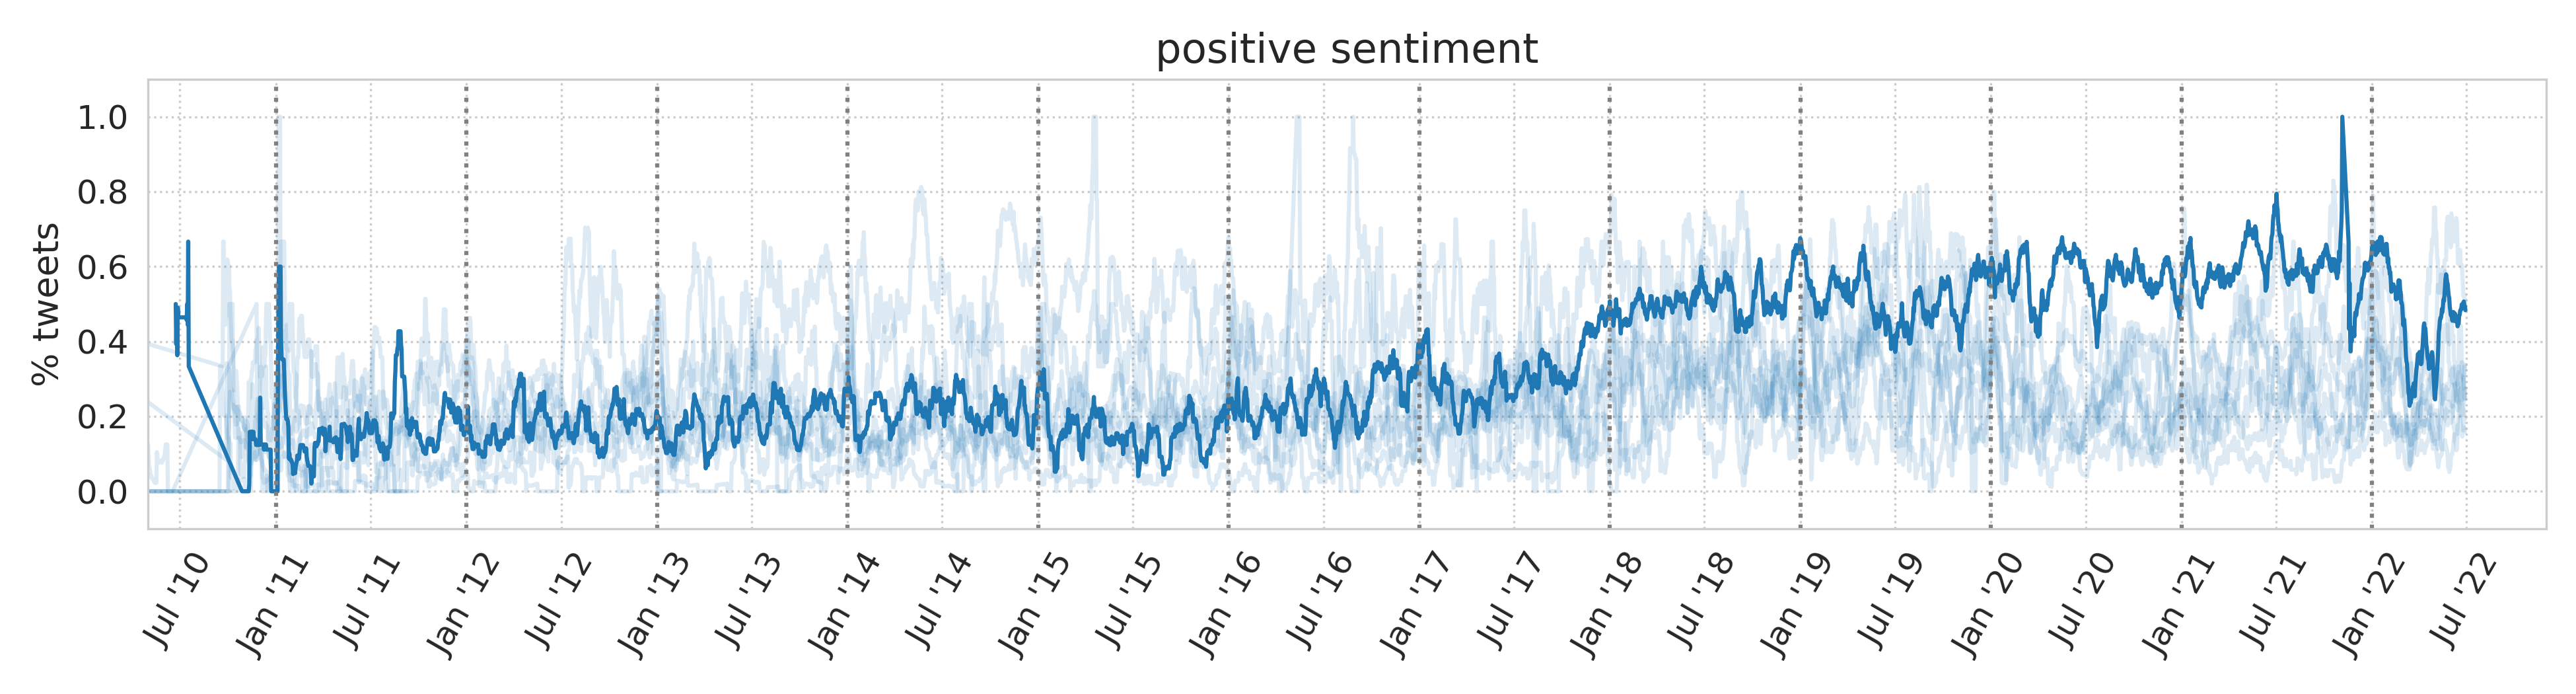 positive sentiment
% tweets
1.0
0.8
0.6
0.4
0.2
0.0
Jul '10
Jan '11
Jul '11
Jan '12
Jul '12
Jan '13
Jul '13
Jan '14
Jul '14
Jan '15
Jul '15
Jan '16
Jul '16
Jan '17
Jul '17
Jan '18
Jul '18
Jan '19
Jul '19
Jan '20
Jul '20
Jan '21
Jul '21
Jan '22
Jul '22